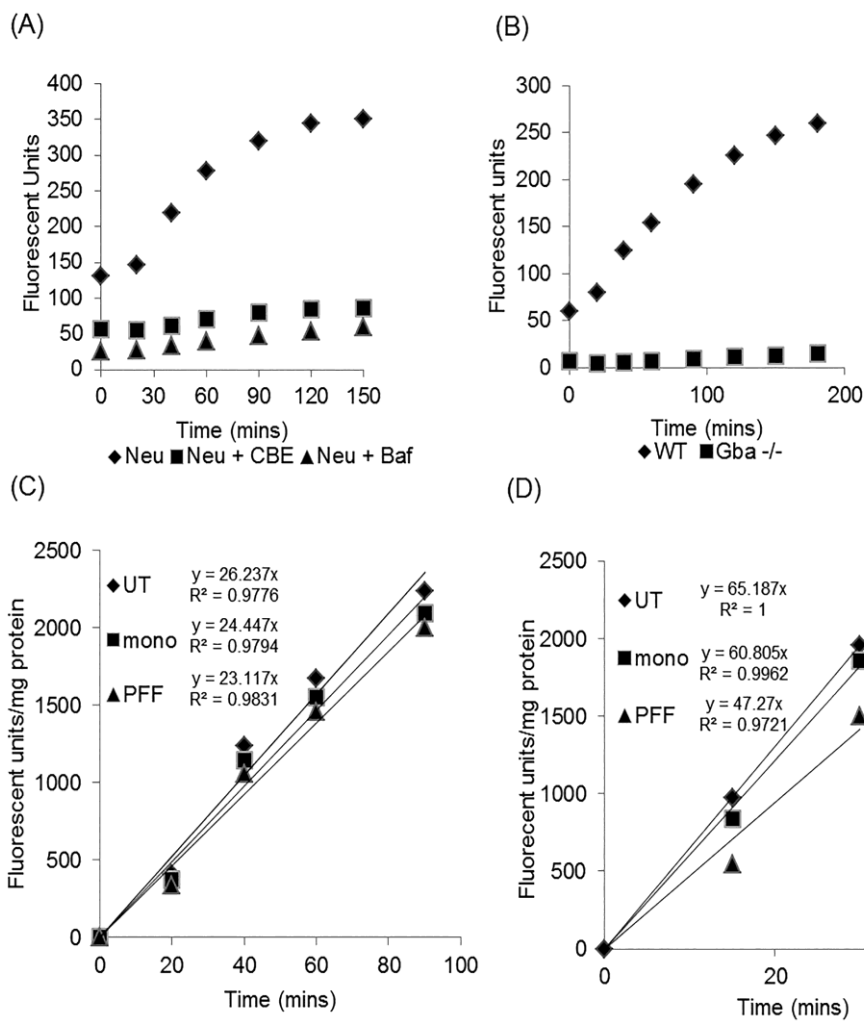 (A)
Fluorescent Units
400
350
300
250
200
150
100
50
0
0 30 60 90 120 150
Time (mins)
Neu Neu + CBE Neu + Baf
(B)
Fluorescent units
300
250
200
150
100
50
0
0 100 200
Time (mins)
WT Gba -/-
(C)
Fluorescent units/mg protein
2500
2000
1500
1000
500
0
UT y = 26.237x
R² = 0.9776
mono y = 24.447x
R² = 0.9794
PFF y = 23.117x
R² = 0.9831
0 20 40 60 80 100
Time (mins)
(D)
Fluorecent units/mg protein
2500
2000
1500
1000
500
0
UT y = 65.187x
R² = 1
mono y = 60.805x
R² = 0.9962
PFF y = 47.27x
R² = 0.9721
0 20
Time (mins)